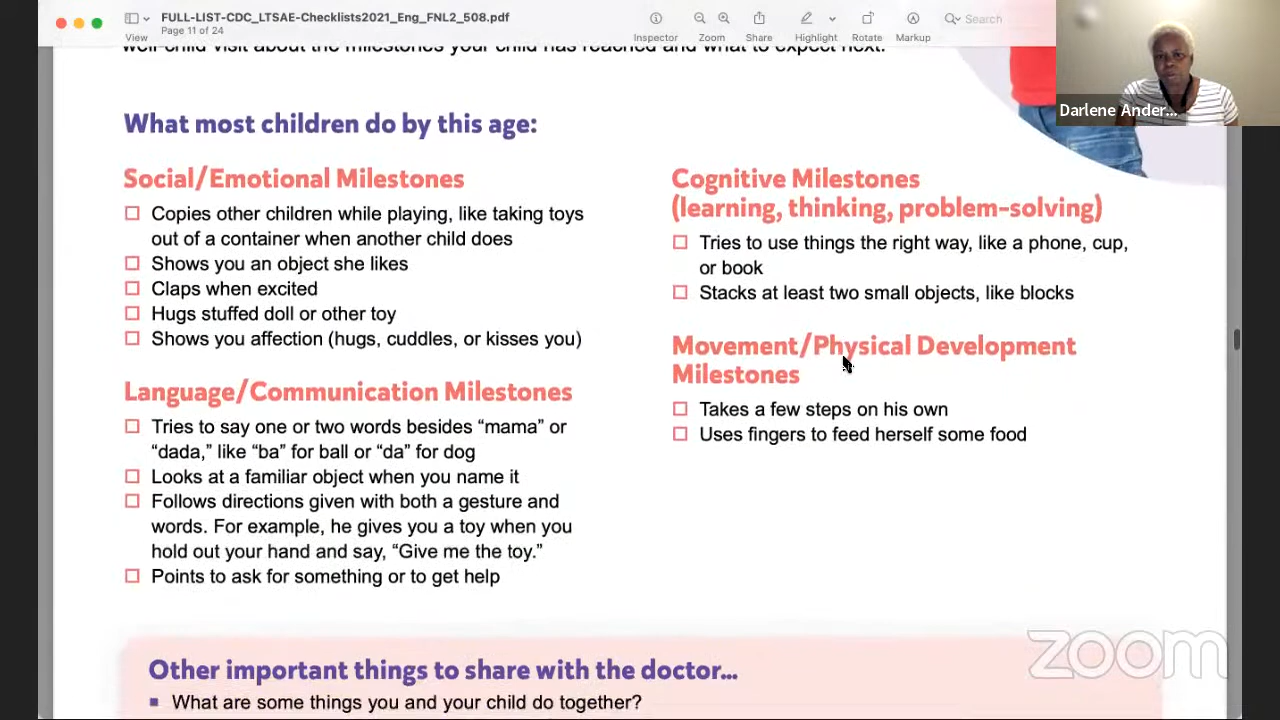 FULL-LIST-CDC_LTSAE-Checklists2021_Eng_FNL2_508.pdf
Page 11 of 24
View
Inspector
Zoom
Share
Highlight
Rotate
Markup
Search
well-child visit about the milestones your child has reached and what to expect next.
Darlene Ander...
What most children do by this age:
Social/Emotional Milestones
Copies other children while playing, like taking toys
out of a container when another child does
Shows you an object she likes
Claps when excited
Hugs stuffed doll or other toy
Shows you affection (hugs, cuddles, or kisses you)
Language/Communication Milestones
Tries to say one or two words besides “mama” or
“dada,” like “ba” for ball or “da” for dog
Looks at a familiar object when you name it
Follows directions given with both a gesture and
words. For example, he gives you a toy when you
hold out your hand and say, “Give me the toy.”
Points to ask for something or to get help
Cognitive Milestones
(learning, thinking, problem-solving)
Tries to use things the right way, like a phone, cup,
or book
Stacks at least two small objects, like blocks
Movement/Physical Development
Milestones
Takes a few steps on his own
Uses fingers to feed herself some food
Other important things to share with the doctor...
What are some things you and your child do together?
zoom